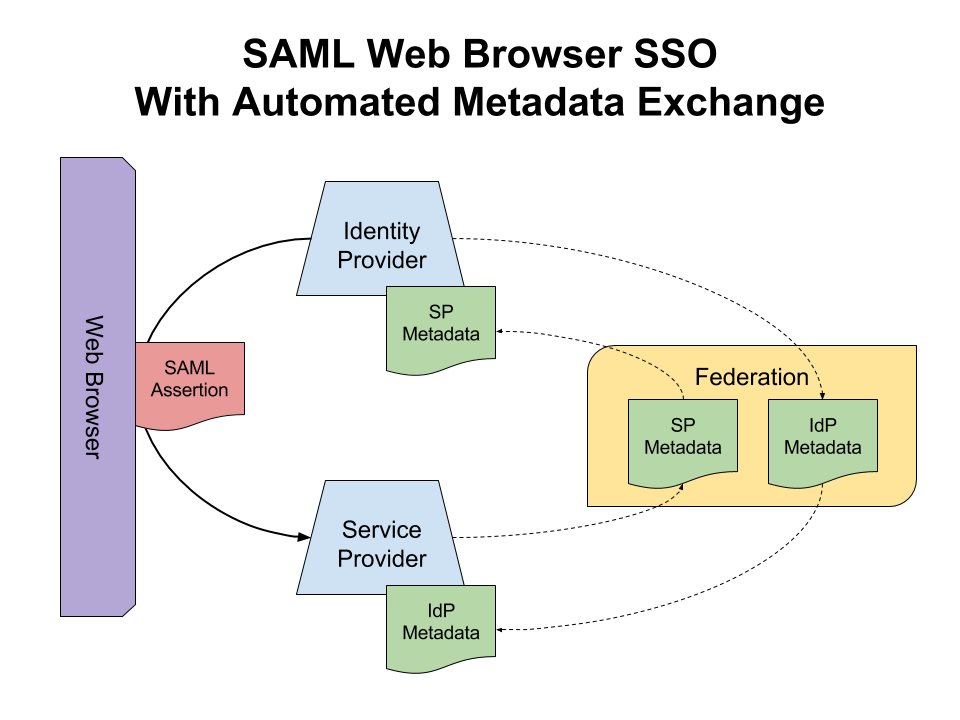 SAML Web Browser SSO
With Automated Metadata Exchange
Web Browser
Identity
Provider
SP
Metadata
SAML
Assertion
Federation
SP
Metadata
IdP
Metadata
Service
Provider
IdP
Metadata